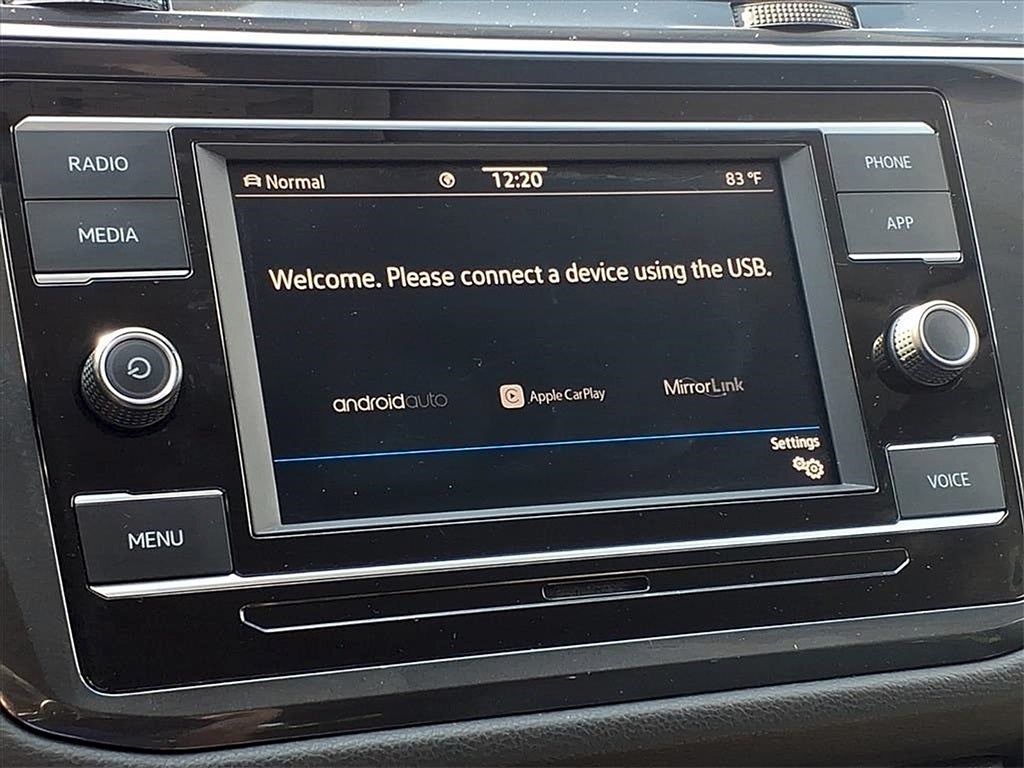 RADIO
MEDIA
MENU
Normal
12:20
83 °F
Welcome. Please connect a device using the USB.
androidauto
Apple CarPlay
MirrorLink
Settings
PHONE
APP
VOICE